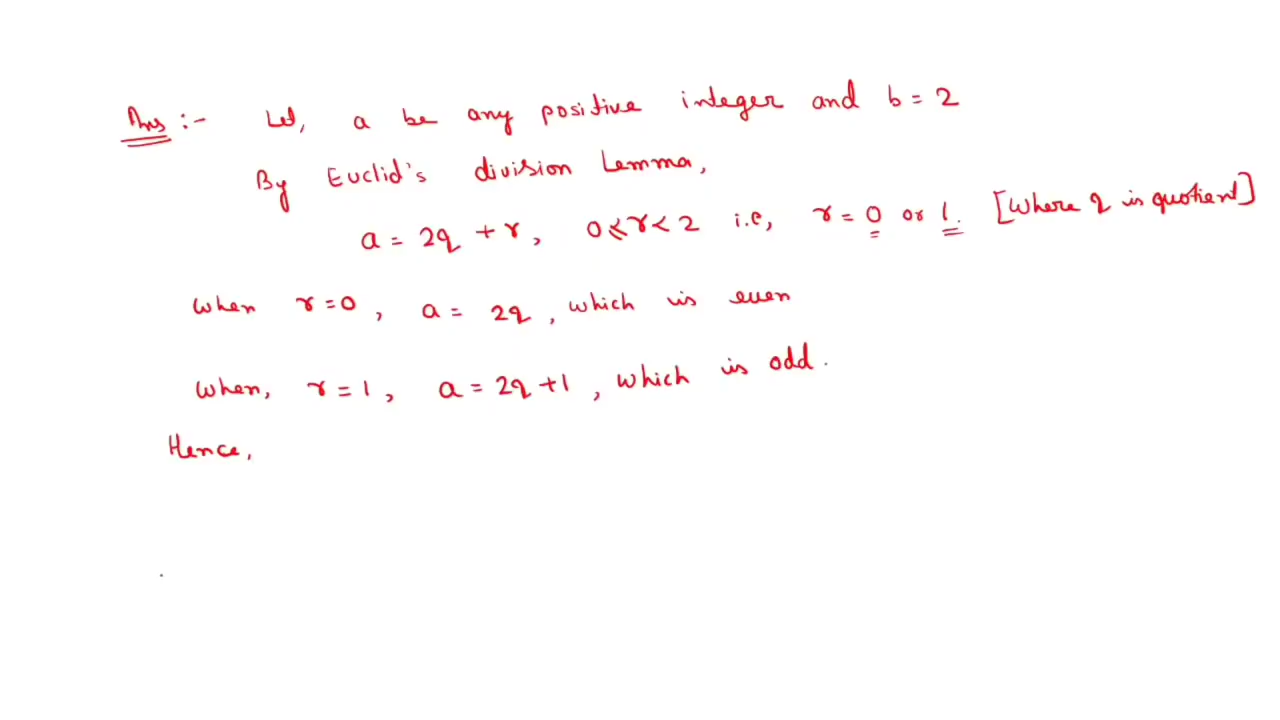 Ans :- Let, a be any positive integer and b = 2
By Euclid's division Lemma,
a = 2q + r, 0 ≤ r < 2 i.e, r = 0 or 1. [Where q is quotient]
When r = 0, a = 2q, which is even
When, r = 1, a = 2q + 1, which is odd.
Hence,